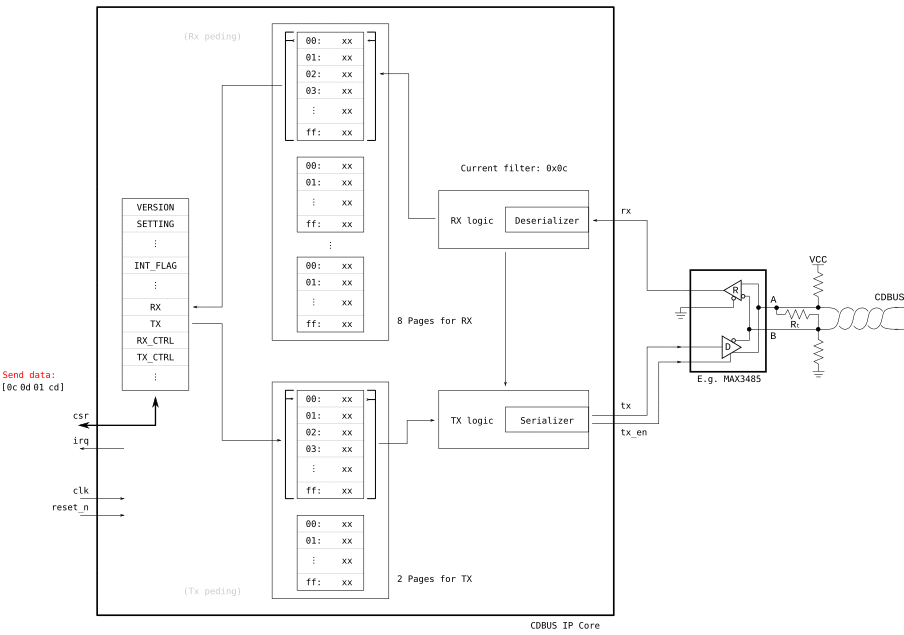 (Rx peding)
00: xx
01: xx
02: xx
03: xx
⋮ xx
ff: xx
00: xx
01: xx
⋮ xx
ff: xx
⋮
00: xx
01: xx
⋮ xx
ff: xx
8 Pages for RX
Current filter: 0x0c
RX logic
Deserializer
rx
VERSION
SETTING
⋮
INT_FLAG
⋮
RX
TX
RX_CTRL
TX_CTRL
⋮
Send data:
[0c 0d 01 cd]
csr
irq
clk
reset_n
00: xx
01: xx
02: xx
03: xx
⋮ xx
ff: xx
00: xx
01: xx
⋮ xx
ff: xx
2 Pages for TX
(Tx peding)
TX logic
Serializer
tx
tx_en
R
D
E.g. MAX3485
VCC
A
Rt
B
CDBUS
CDBUS IP Core